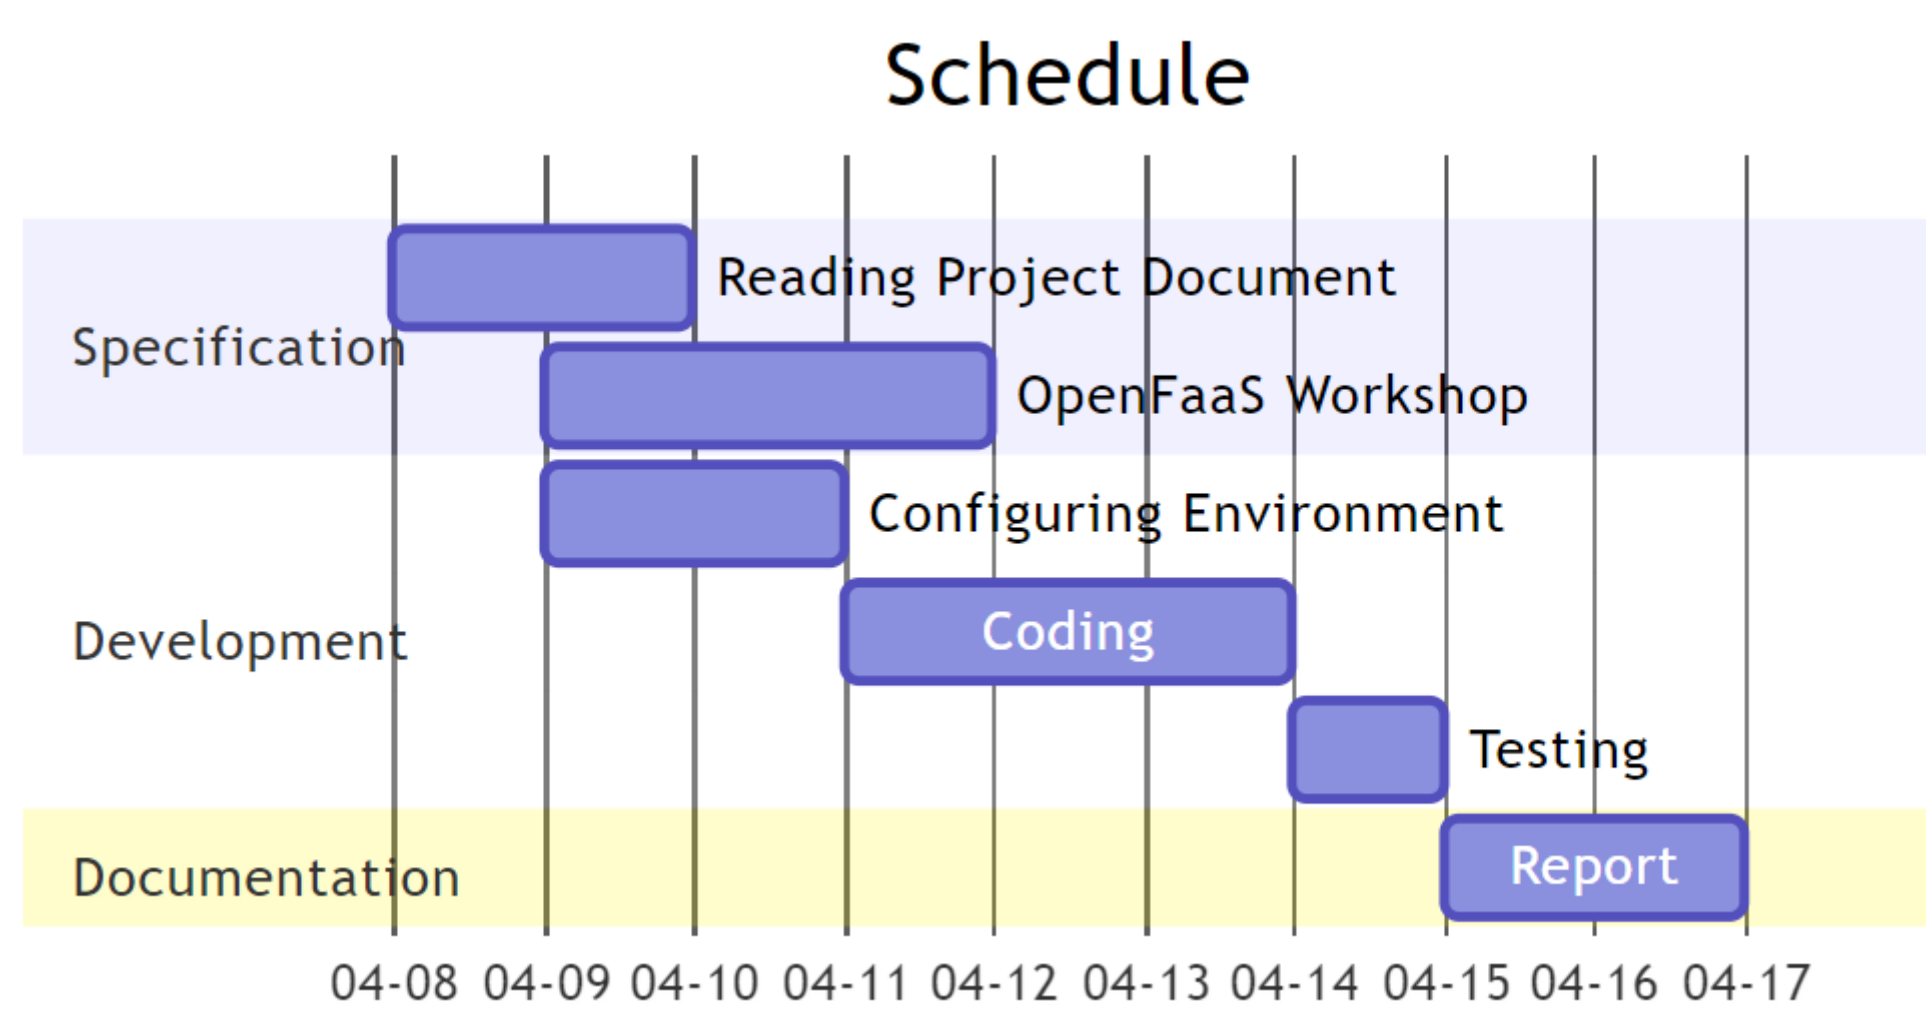 Schedule
Specification
Reading Project Document
OpenFaaS Workshop
Development
Configuring Environment
Coding
Testing
Documentation
Report
04-08 04-09 04-10 04-11 04-12 04-13 04-14 04-15 04-16 04-17